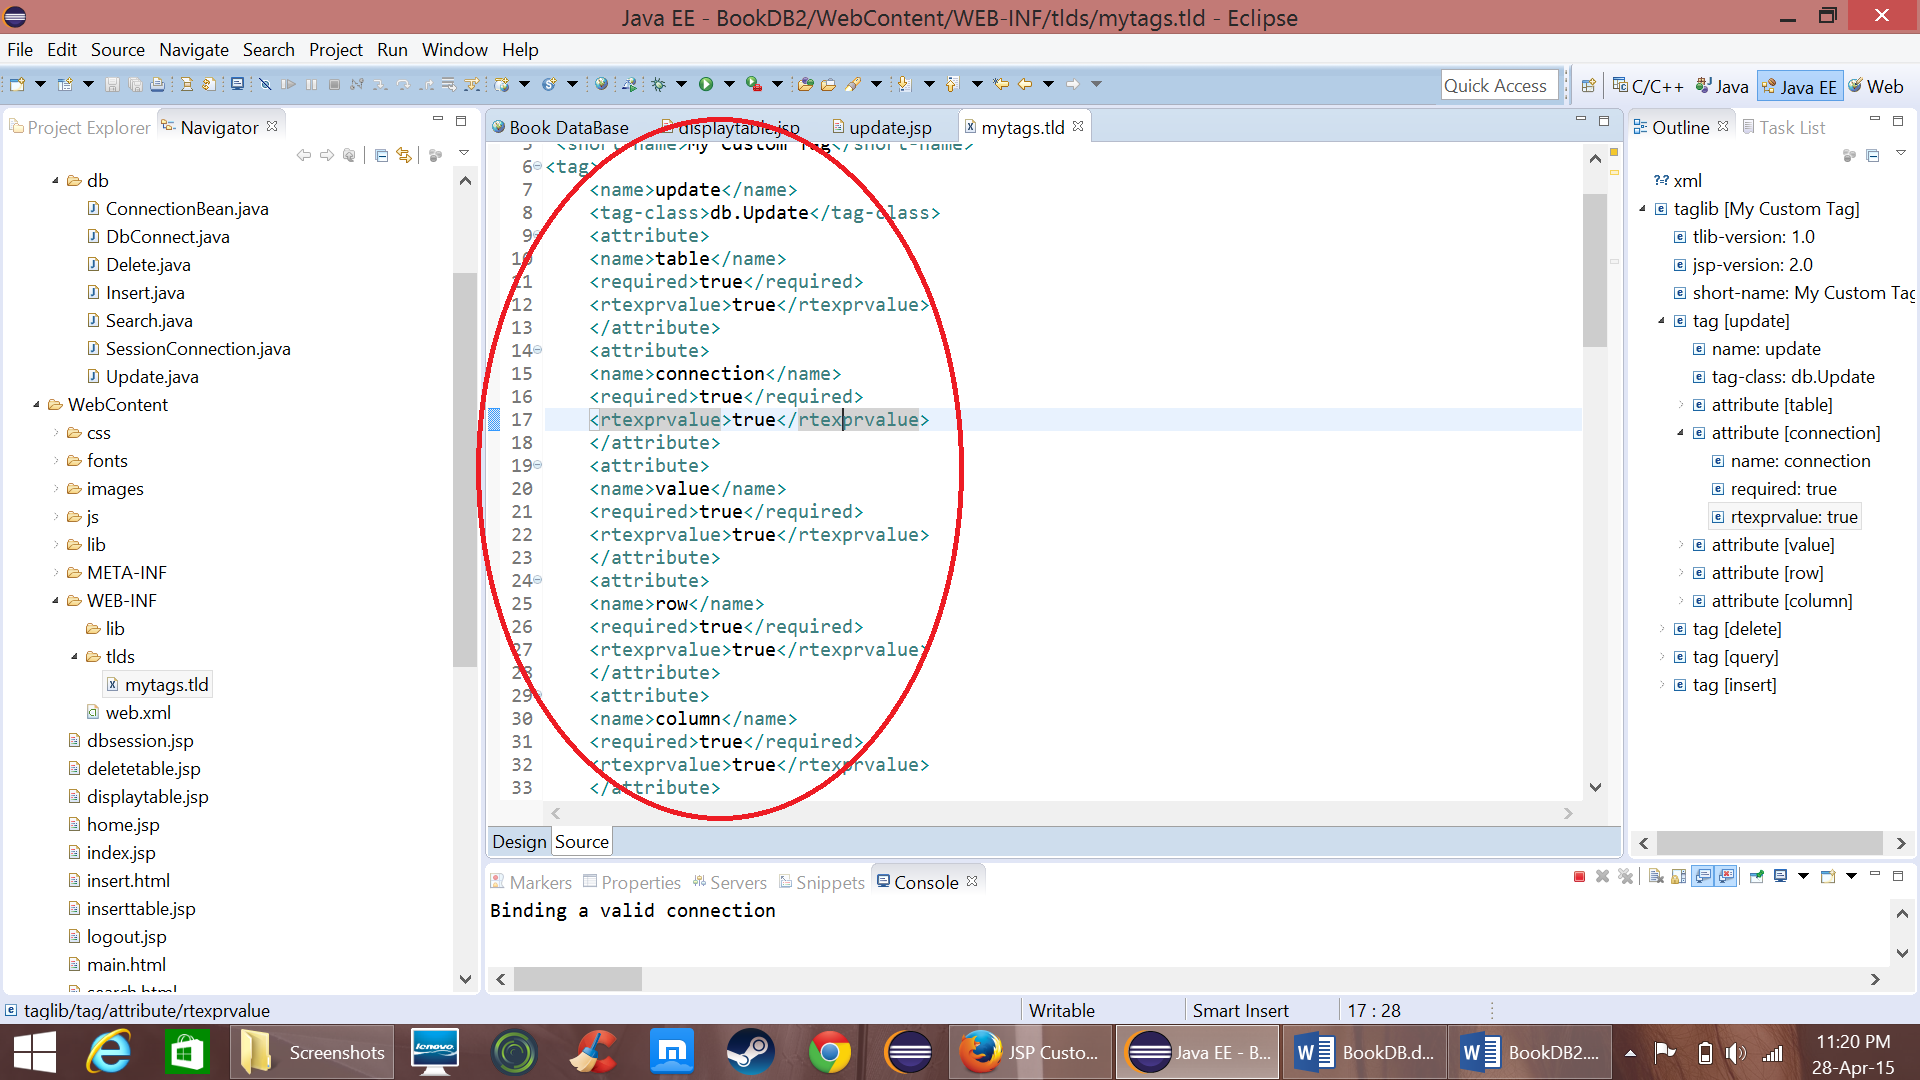 Java EE - BookDB2/WebContent/WEB-INF/tlds/mytags.tld - Eclipse
File Edit Source Navigate Search Project Run Window Help
Quick Access C/C++ Java Java EE Web
Project Explorer Navigator
db
ConnectionBean.java
DbConnect.java
Delete.java
Insert.java
Search.java
SessionConnection.java
Update.java
WebContent
css
fonts
images
js
lib
META-INF
WEB-INF
lib
tlds
mytags.tld
web.xml
dbsession.jsp
deletetable.jsp
displaytable.jsp
home.jsp
index.jsp
insert.html
inserttable.jsp
logout.jsp
main.html
search.html
Book DataBase displaytable.jsp update.jsp mytags.tld
5 <short-name>My Custom Tag</short-name>
6 <tag>
7 <name>update</name>
8 <tag-class>db.Update</tag-class>
9 <attribute>
10 <name>table</name>
11 <required>true</required>
12 <rtexprvalue>true</rtexprvalue>
13 </attribute>
14 <attribute>
15 <name>connection</name>
16 <required>true</required>
17 <rtexprvalue>true</rtexprvalue>
18 </attribute>
19 <attribute>
20 <name>value</name>
21 <required>true</required>
22 <rtexprvalue>true</rtexprvalue>
23 </attribute>
24 <attribute>
25 <name>row</name>
26 <required>true</required>
27 <rtexprvalue>true</rtexprvalue>
28 </attribute>
29 <attribute>
30 <name>column</name>
31 <required>true</required>
32 <rtexprvalue>true</rtexprvalue>
33 </attribute>
Design Source
Outline Task List
xml
taglib [My Custom Tag]
tlib-version: 1.0
jsp-version: 2.0
short-name: My Custom Tag
tag [update]
name: update
tag-class: db.Update
attribute [table]
attribute [connection]
name: connection
required: true
rtexprvalue: true
attribute [value]
attribute [row]
attribute [column]
tag [delete]
tag [query]
tag [insert]
Markers Properties Servers Snippets Console
Binding a valid connection
taglib/tag/attribute/rtexprvalue Writable Smart Insert 17 : 28
Screenshots lenovo JSP Custo... Java EE - B... BookDB.d... BookDB2....
11:20 PM
28-Apr-15